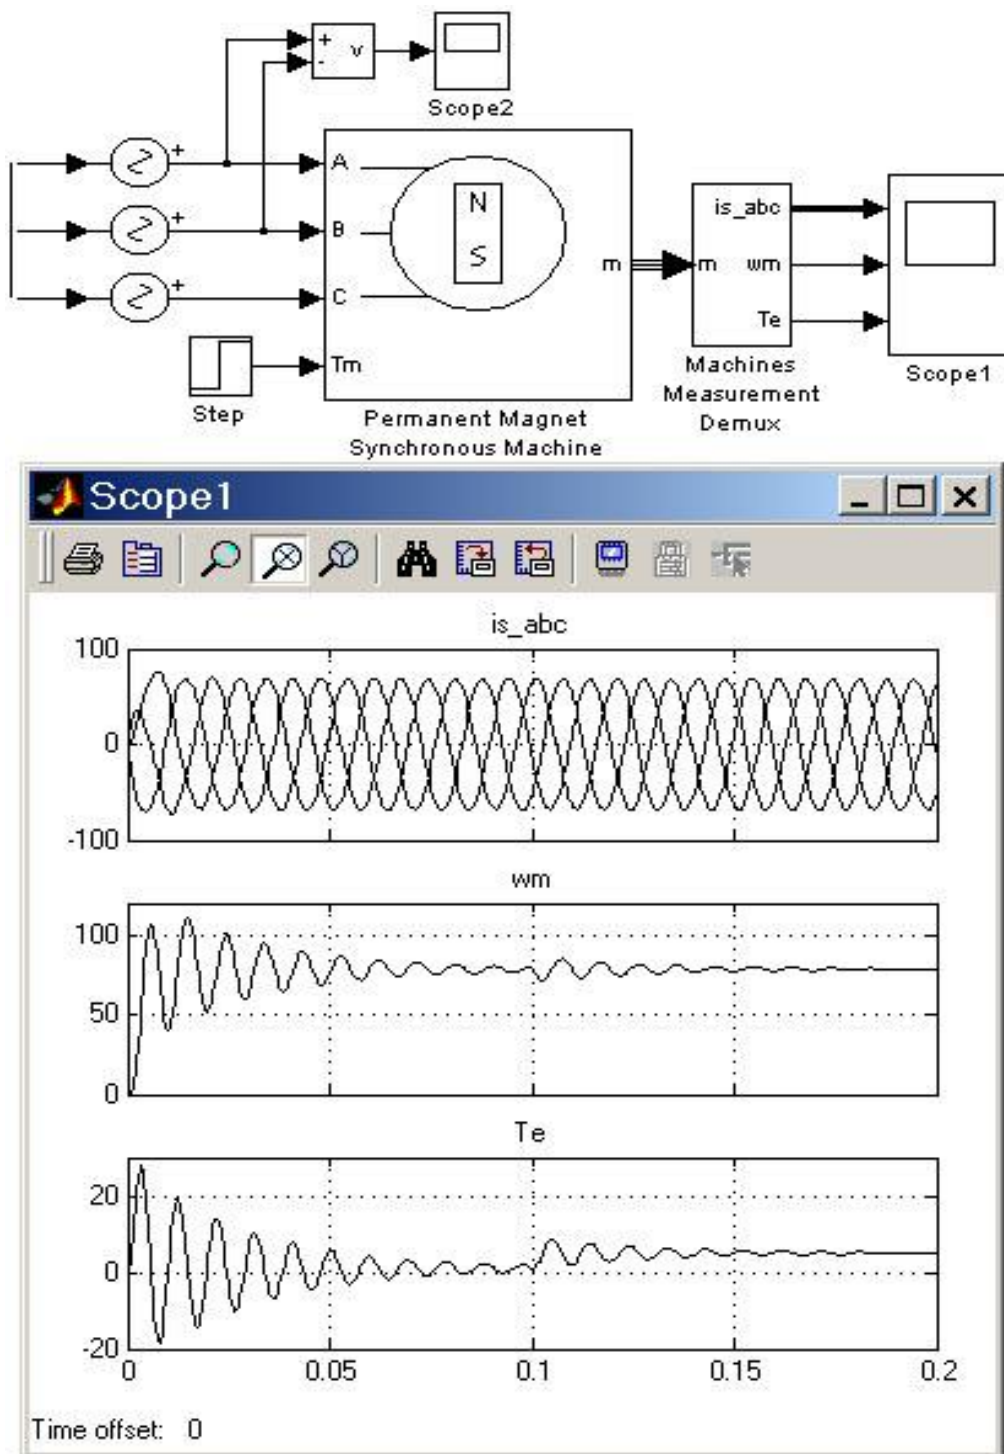 +
-
v
Scope2
+
A
N
is_abc
+
B
S
m
m
wm
+
C
Te
Tm
Step
Permanent Magnet
Synchronous Machine
Machines
Measurement
Demux
Scope1
Scope1
is_abc
100
0
-100
wm
100
50
0
Te
20
0
-20
0
0.05
0.1
0.15
0.2
Time offset: 0